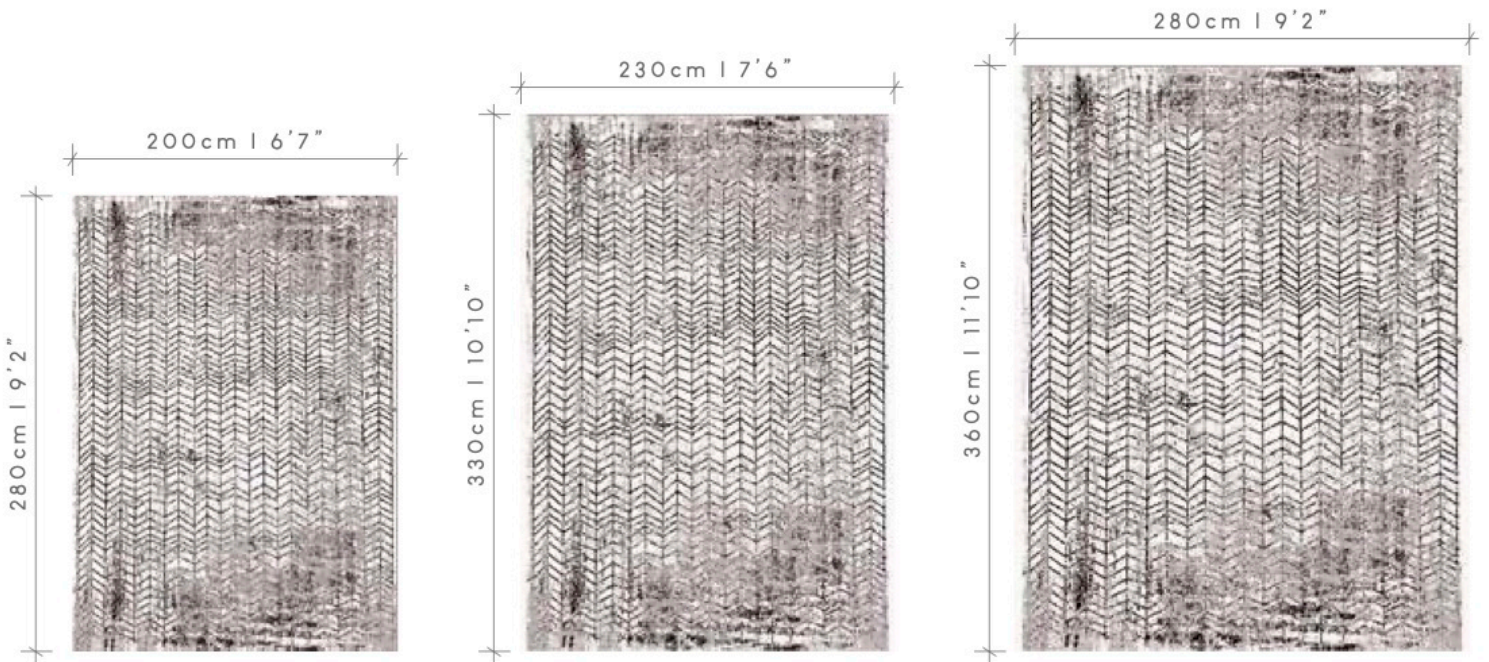 200cm | 6'7"
280cm | 9'2"
230cm | 7'6"
330cm | 10'10"
280cm | 9'2"
360cm | 11'10"